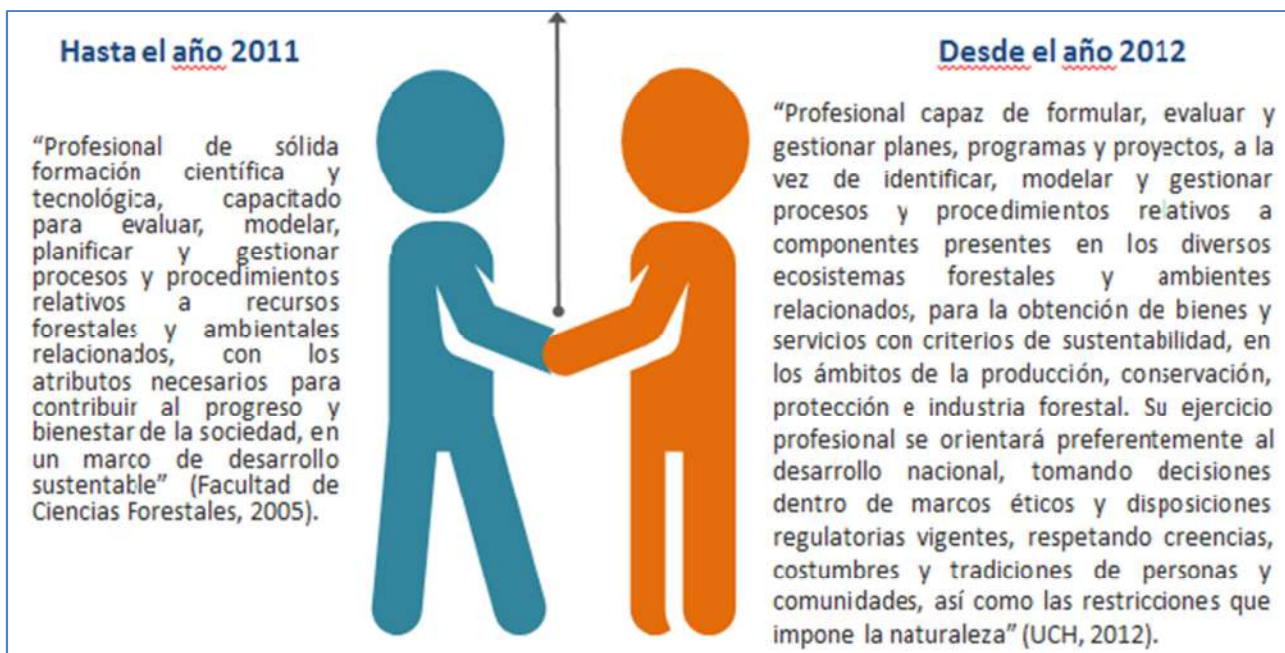 Hasta el año 2011
“Profesional de sólida
formación científica y
tecnológica, capacitado
para evaluar, modelar,
planificar y gestionar
procesos y procedimientos
relativos a recursos
forestales y ambientales
relacionados, con los
atributos necesarios para
contribuir al progreso y
bienestar de la sociedad, en
un marco de desarrollo
sustentable” (Facultad de
Ciencias Forestales, 2005).
Desde el año 2012
“Profesional capaz de formular, evaluar y
gestionar planes, programas y proyectos, a la
vez de identificar, modelar y gestionar
procesos y procedimientos relativos a
componentes presentes en los diversos
ecosistemas forestales y ambientes
relacionados, para la obtención de bienes y
servicios con criterios de sustentabilidad, en
los ámbitos de la producción, conservación,
protección e industria forestal. Su ejercicio
profesional se orientará preferentemente al
desarrollo nacional, tomando decisiones
dentro de marcos éticos y disposiciones
regulatorias vigentes, respetando creencias,
costumbres y tradiciones de personas y
comunidades, así como las restricciones que
impone la naturaleza” (UCH, 2012).